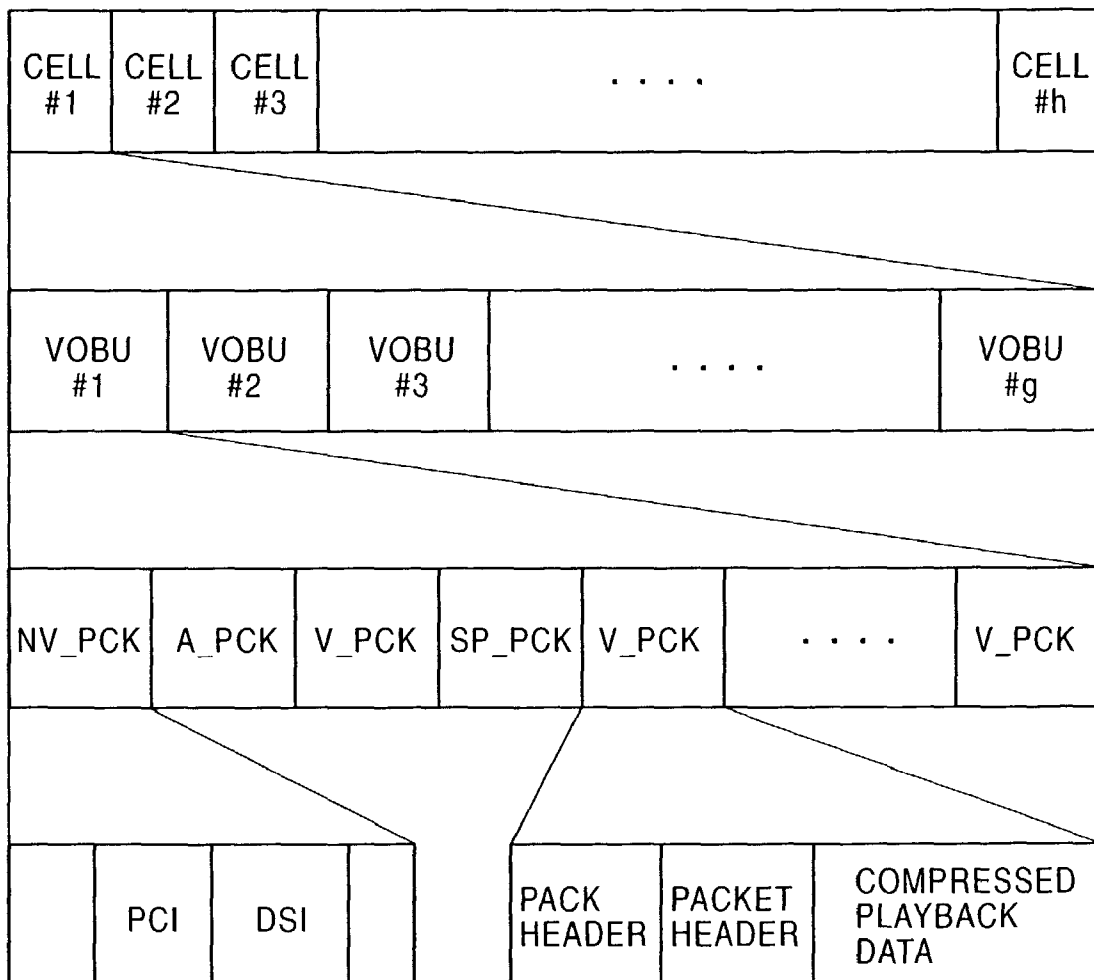 CELL #1 CELL #2 CELL #3 . . . . CELL #h
VOBU #1 VOBU #2 VOBU #3 . . . . VOBU #g
NV_PCK A_PCK V_PCK SP_PCK V_PCK . . . . V_PCK
PCI DSI
PACK HEADER
PACKET HEADER
COMPRESSED
PLAYBACK
DATA